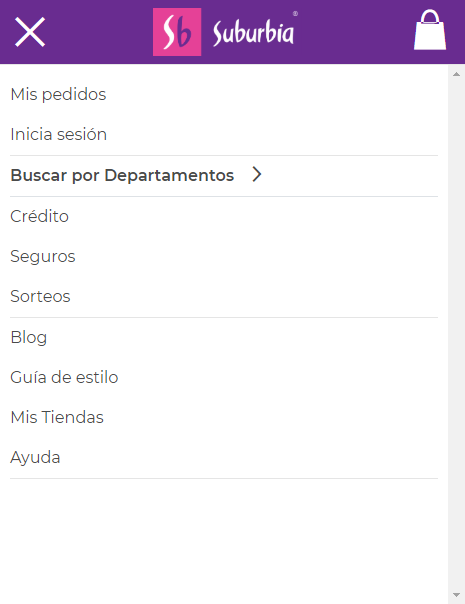 Sb Suburbia®
Mis pedidos
Inicia sesión
Buscar por Departamentos
Crédito
Seguros
Sorteos
Blog
Guía de estilo
Mis Tiendas
Ayuda